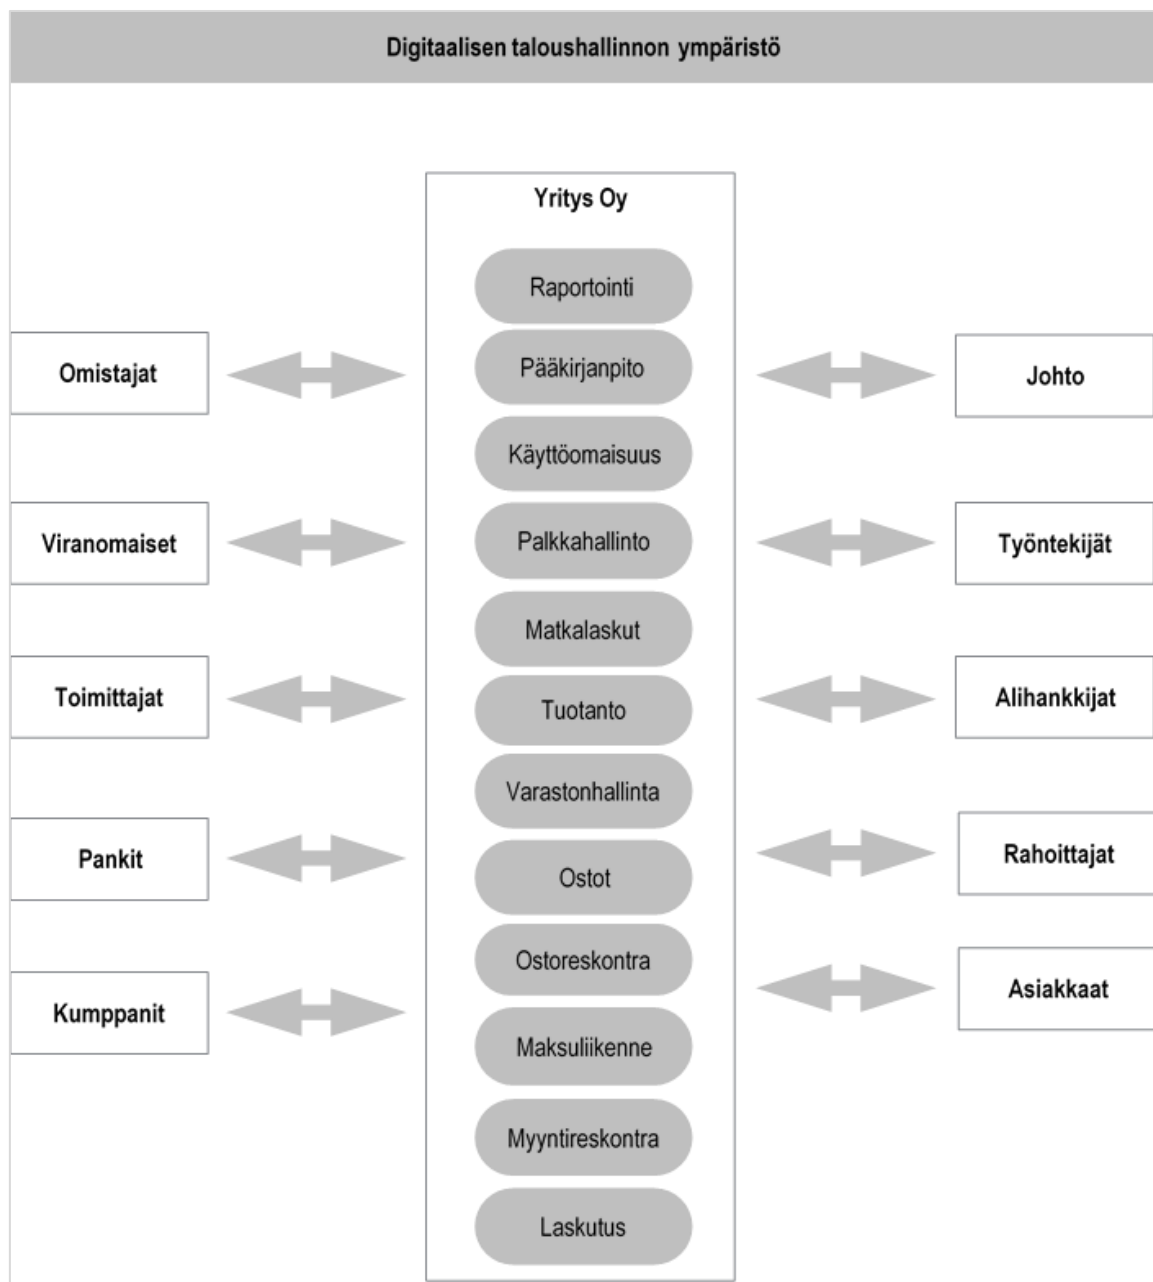 Digitaalisen taloushallinnon ympäristö
Yritys Oy
Raportointi
Pääkirjanpito
Käyttöomaisuus
Palkkahallinto
Matkalaskut
Tuotanto
Varastonhallinta
Ostot
Ostoreskontra
Maksuliikenne
Myyntireskontra
Laskutus
Omistajat
Viranomaiset
Toimittajat
Pankit
Kumppanit
Johto
Työntekijät
Alihankkijat
Rahoittajat
Asiakkaat